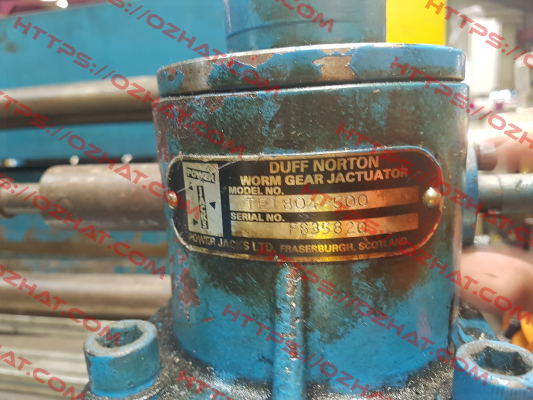 DUFF NORTON
WORM GEAR JACTUATOR
POWER
JACKS
MODEL NO.
SERIAL NO.
F835820
POWER JACKS LTD, FRASERBURGH, SCOTLAND.
HTTPS://OZHAT.COM